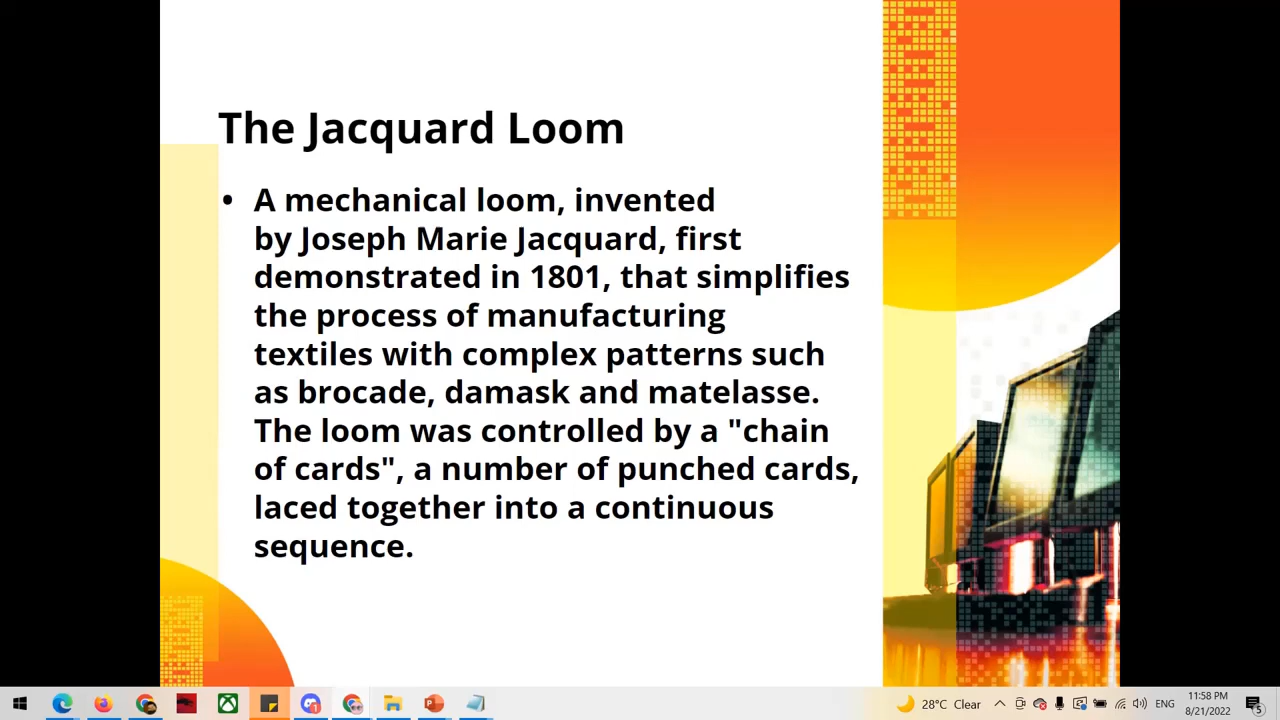 The Jacquard Loom
• A mechanical loom, invented
by Joseph Marie Jacquard, first
demonstrated in 1801, that simplifies
the process of manufacturing
textiles with complex patterns such
as brocade, damask and matelasse.
The loom was controlled by a "chain
of cards", a number of punched cards,
laced together into a continuous
sequence.
28°C Clear
ENG
11:58 PM
8/21/2022
5